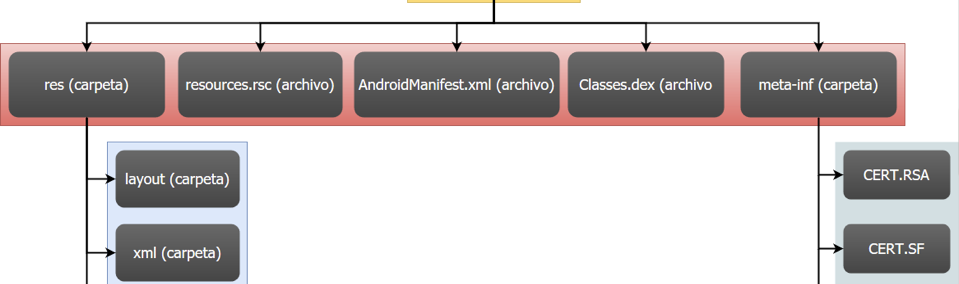 res (carpeta)
resources.rsc (archivo)
AndroidManifest.xml (archivo)
Classes.dex (archivo
meta-inf (carpeta)
layout (carpeta)
CERT.RSA
xml (carpeta)
CERT.SF